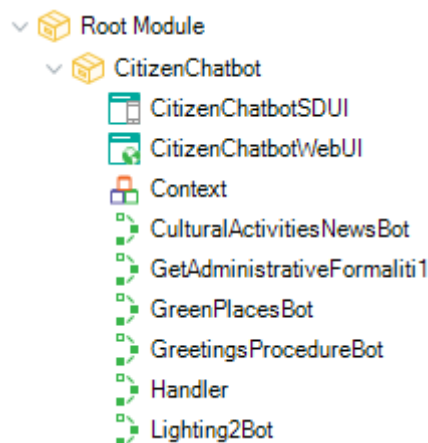 Root Module
CitizenChatbot
CitizenChatbotSDUI
CitizenChatbotWebUI
Context
CulturalActivitiesNewsBot
GetAdministrativeFormaliti1
GreenPlacesBot
GreetingsProcedureBot
Handler
Lighting2Bot